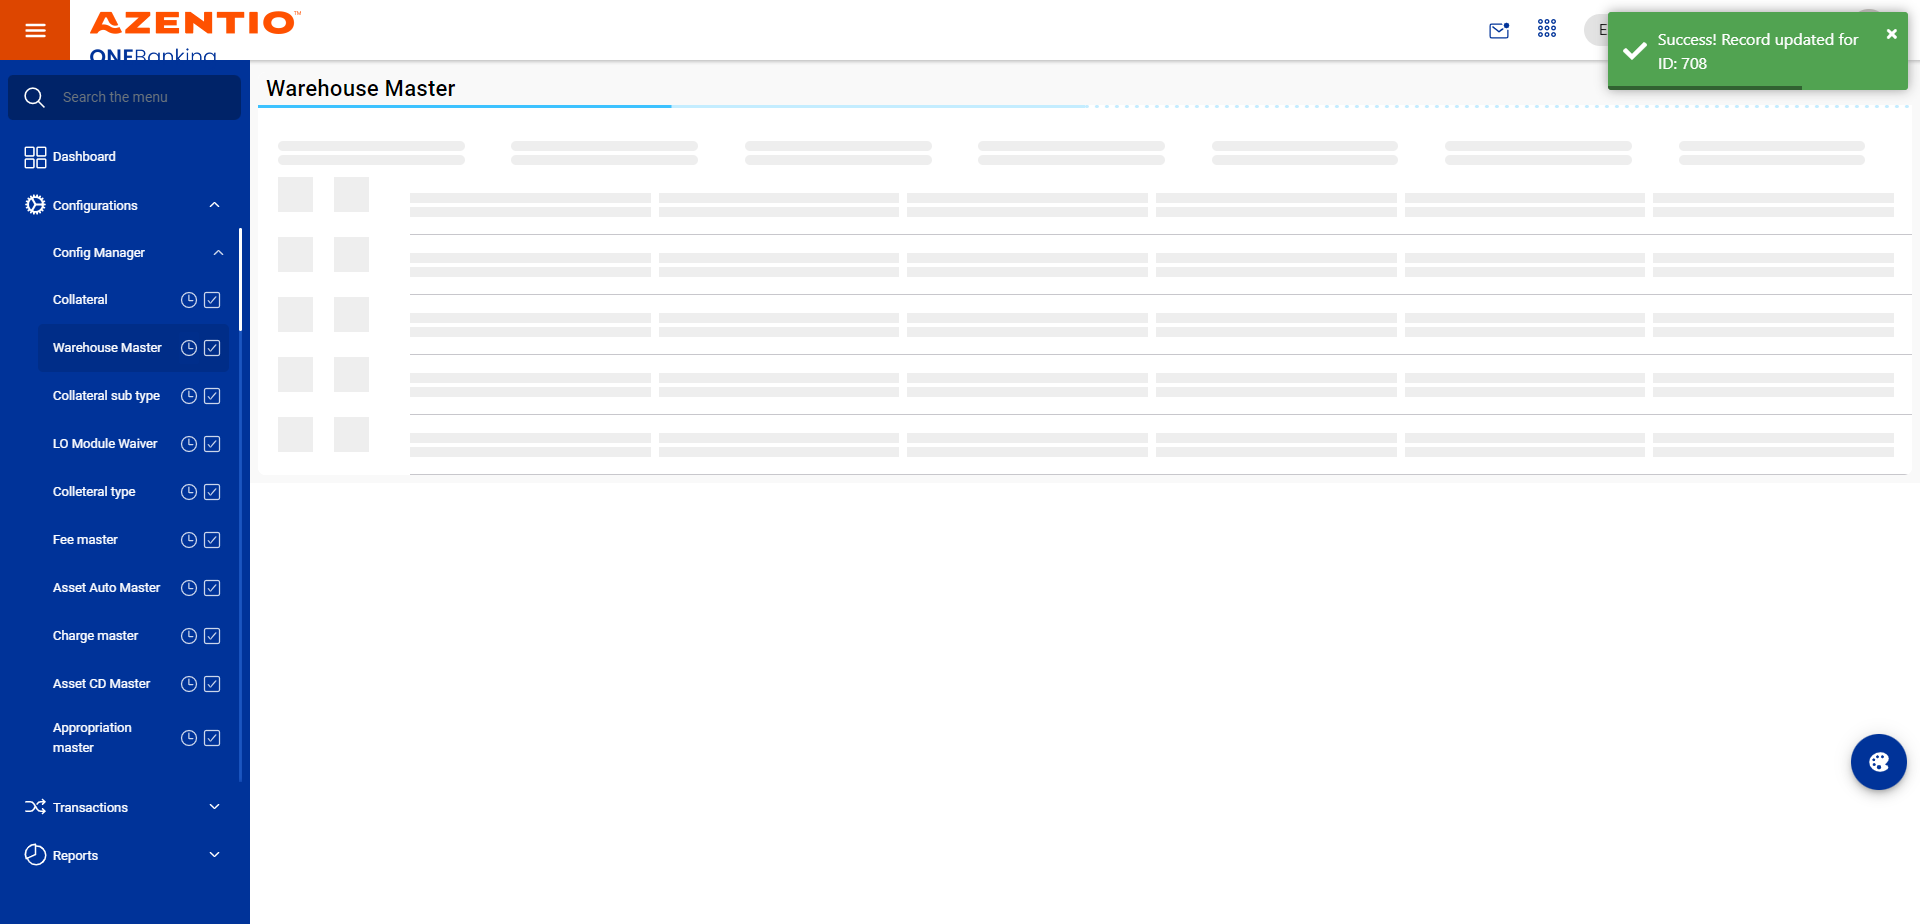 AZENTIO™
ONEBanking
E
Success! Record updated for
ID: 708
Search the menu
Warehouse Master
Dashboard
Configurations
Config Manager
Collateral
Warehouse Master
Collateral sub type
LO Module Waiver
Colleteral type
Fee master
Asset Auto Master
Charge master
Asset CD Master
Appropriation
master
Transactions
Reports